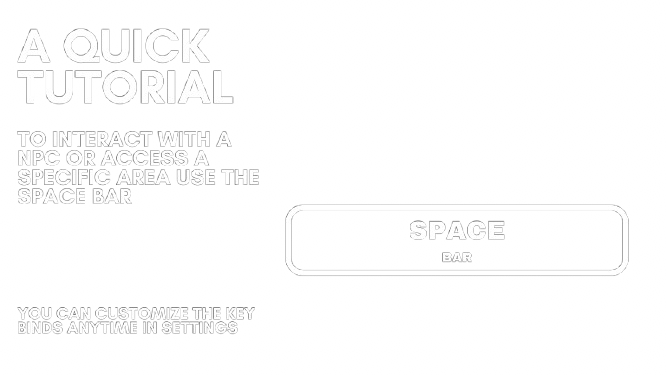 A QUICK
TUTORIAL
TO INTERACT WITH A
NPC OR ACCESS A
SPECIFIC AREA USE THE
SPACE BAR
SPACE
BAR
YOU CAN CUSTOMIZE THE KEY
BINDS ANYTIME IN SETTINGS